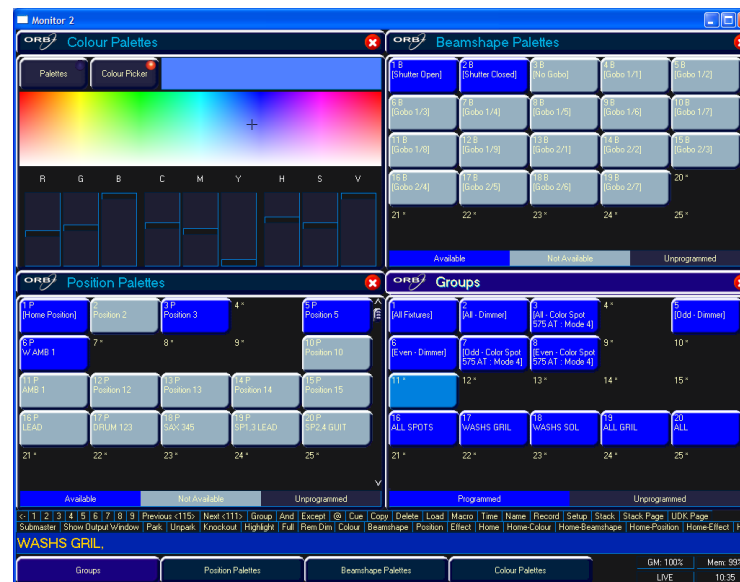 Monitor 2
ORB Colour Palettes
Palettes Colour Picker
R G B C M Y H S V
ORB Beamshape Palettes
1 B [Shutter Open]
2 B [Shutter Closed]
3 B [No Gobo]
4 B [Gobo 1/1]
5 B [Gobo 1/2]
6 B [Gobo 1/3]
7 B [Gobo 1/4]
8 B [Gobo 1/5]
9 B [Gobo 1/6]
10 B [Gobo 1/7]
11 B [Gobo 1/8]
12 B [Gobo 1/9]
13 B [Gobo 2/1]
14 B [Gobo 2/2]
15 B [Gobo 2/3]
16 B [Gobo 2/4]
17 B [Gobo 2/5]
18 B [Gobo 2/6]
19 B [Gobo 2/7]
20 *
21 * 22 * 23 * 24 * 25 *
Available Not Available Unprogrammed
ORB Position Palettes
1 P [Home Position]
2 Position 2
3 P Position 3
4 *
5 P Position 5
6 P W AMB 1
7 * 8 * 9 *
10 P Position 10
11 P AMB 1
12 P Position 12
13 P Position 13
14 P Position 14
15 P Position 15
16 P LEAD
17 P DRUM 123
18 P SAX 345
19 P SP1,3 LEAD
20 P SP2,4 GUIT
21 * 22 * 23 * 24 * 25 *
Available Not Available Unprogrammed
ORB Groups
1 [All Fixtures]
2 [All - Dimmer]
3 [All - Color Spot 575 AT : Mode 4]
4 *
5 [Odd - Dimmer]
6 [Even - Dimmer]
7 [Odd - Color Spot 575 AT : Mode 4]
8 [Even - Color Spot 575 AT : Mode 4]
9 * 10 *
11 * 12 * 13 * 14 * 15 *
16 ALL SPOTS
17 WASHS GRIL
18 WASHS SOL
19 ALL GRIL
20 ALL
21 * 22 * 23 * 24 * 25 *
Programmed Unprogrammed
<- 1 2 3 4 5 6 7 8 9 Previous <115> Next <111> Group And Except @ Cue Copy Delete Load Macro Time Name Record Setup Stack Stack Page UDK Page
Submaster Show Output Window Park Unpark Knockout Highlight Full Rem Dim Colour Beamshape Position Effect Home Home-Colour Home-Beamshape Home-Position Home-Effect
WASHS GRIL,
Groups Position Palettes Beamshape Palettes Colour Palettes
GM: 100% Mem: 99%
LIVE 10:35